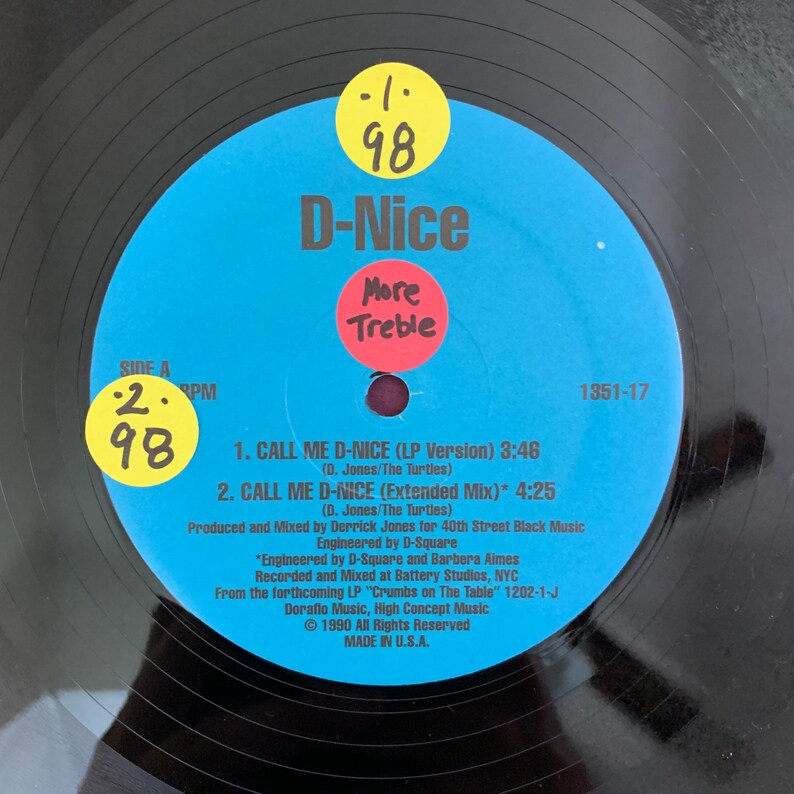 ·1·
98
D-Nice
More
Treble
SIDE A
RPM
1351-17
·2·
98
1. CALL ME D-NICE (LP Version) 3:46
(D. Jones/The Turtles)
2. CALL ME D-NICE (Extended Mix)* 4:25
(D. Jones/The Turtles)
Produced and Mixed by Derrick Jones for 40th Street Black Music
Engineered by D-Square
*Engineered by D-Square and Barbera Aimes
Recorded and Mixed at Battery Studios, NYC
From the forthcoming LP "Crumbs on The Table" 1202-1-J
Doraflo Music, High Concept Music
© 1990 All Rights Reserved
MADE IN U.S.A.